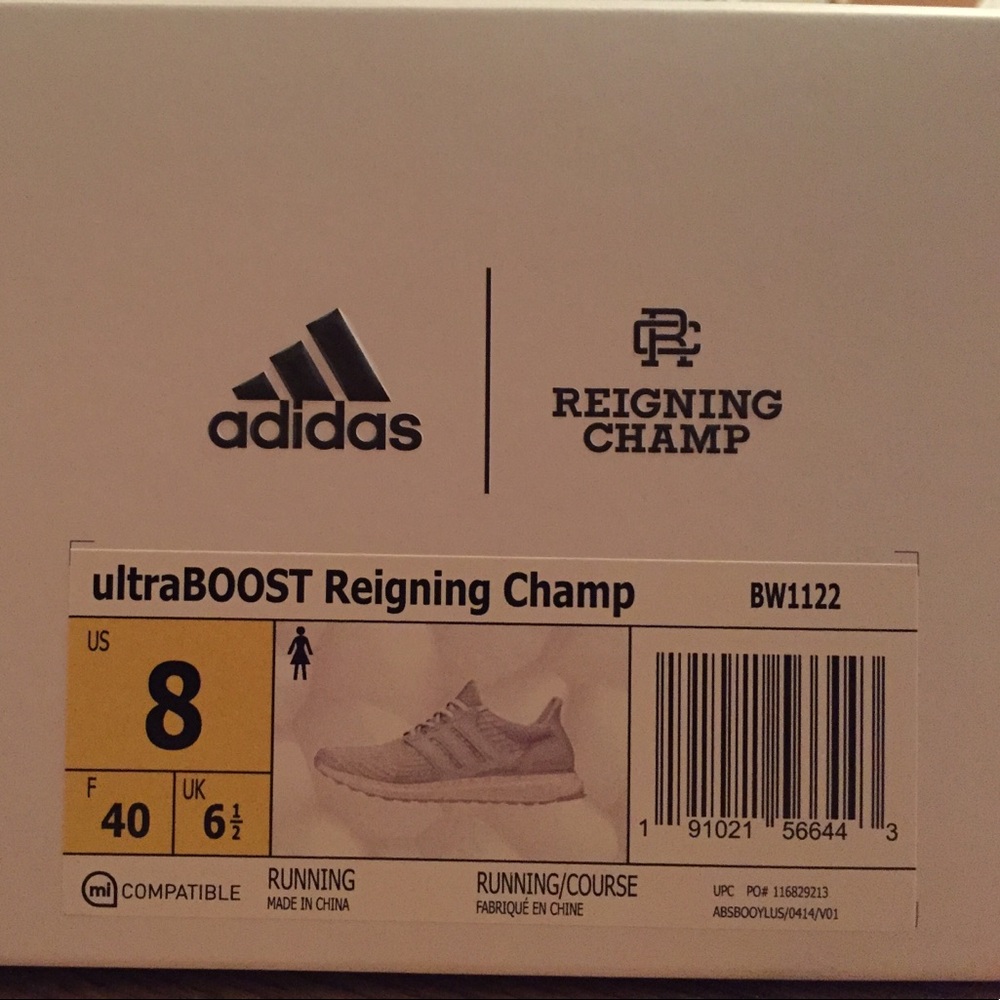 adidas
RC
REIGNING
CHAMP
ultraBOOST Reigning Champ BW1122
US
8
F
40
UK
6 1/2
1 91021 56644 3
mi COMPATIBLE
RUNNING
MADE IN CHINA
RUNNING/COURSE
FABRIQUÉ EN CHINE
UPC PO# 116829213
ABSBOOYLUS/0414/V01